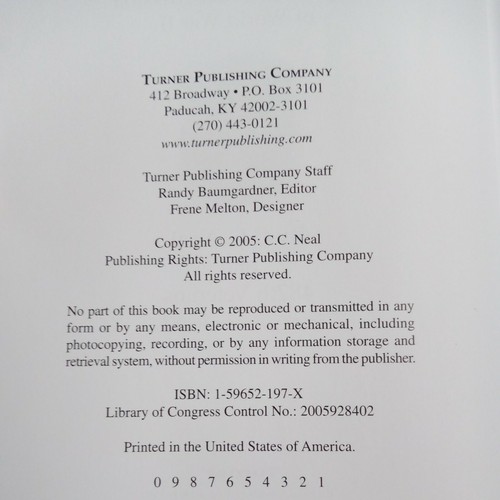 TURNER PUBLISHING COMPANY
412 Broadway • P.O. Box 3101
Paducah, KY 42002-3101
(270) 443-0121
www.turnerpublishing.com
Turner Publishing Company Staff
Randy Baumgardner, Editor
Frene Melton, Designer
Copyright © 2005: C.C. Neal
Publishing Rights: Turner Publishing Company
All rights reserved.
No part of this book may be reproduced or transmitted in any
form or by any means, electronic or mechanical, including
photocopying, recording, or by any information storage and
retrieval system, without permission in writing from the publisher.
ISBN: 1-59652-197-X
Library of Congress Control No.: 2005928402
Printed in the United States of America.
0 9 8 7 6 5 4 3 2 1